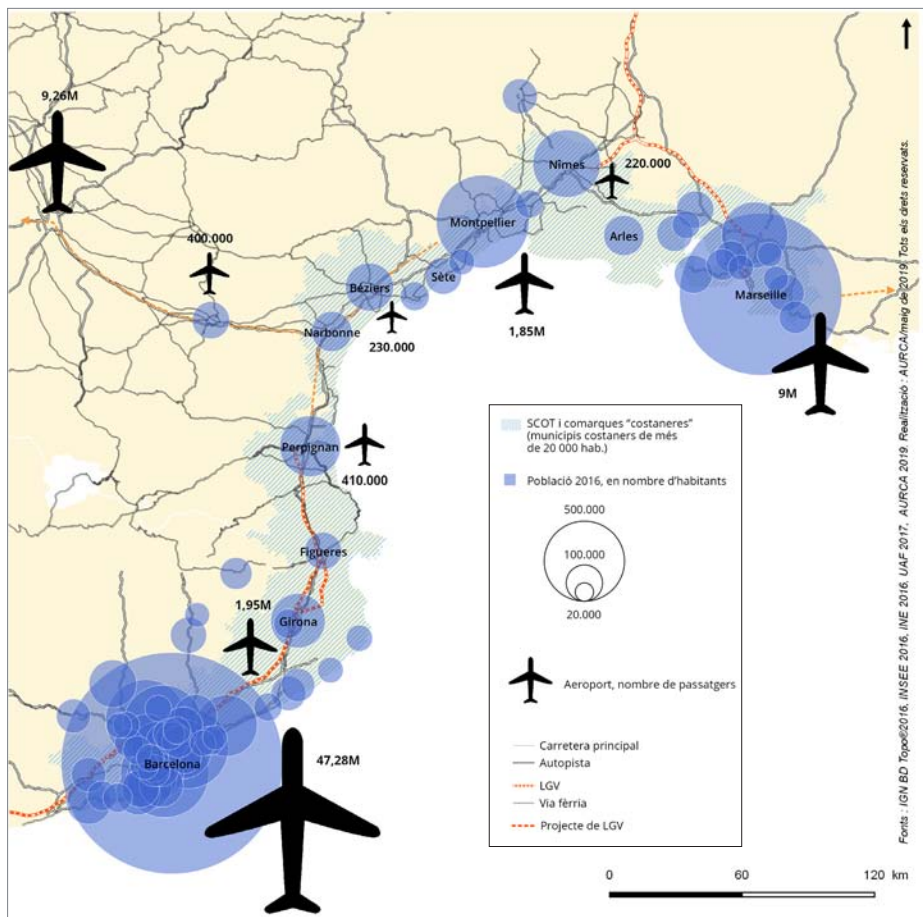 9,26M
Nîmes
220.000
Montpellier
Arles
400.000
Sète
Béziers
Marseille
Narbonne
1,85M
230.000
9M
Perpignan
410.000
Figueres
1,95M
Girona
Barcelona
47,28M
SCOT i comarques "costaneres"
(municipis costaners de més
de 20 000 hab.)
Població 2016, en nombre d'habitants
500.000
100.000
20.000
Aeroport, nombre de passatgers
Carretera principal
Autopista
LGV
Via fèrria
Projecte de LGV
0 60 120 km
Fonts : IGN BD Topo®2016, INSEE 2016, INE 2016, UAF 2017, AURCA 2019. Realització : AURCA/maig de 2019. Tots els drets reservats.